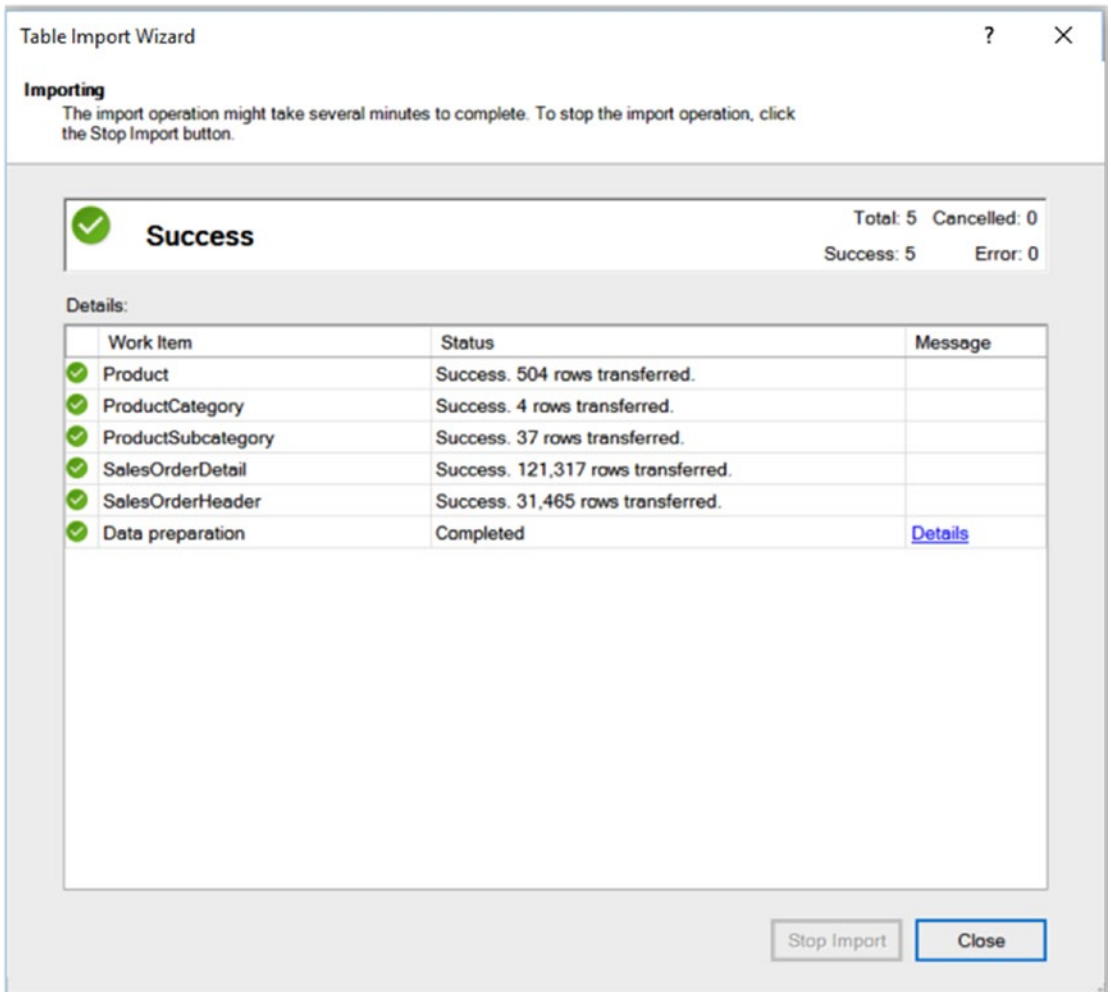 Table Import Wizard ? ×
Importing
The import operation might take several minutes to complete. To stop the import operation, click
the Stop Import button.
Success
Total: 5 Cancelled: 0
Success: 5 Error: 0
Details:
Work Item Status Message
Product Success. 504 rows transferred.
ProductCategory Success. 4 rows transferred.
ProductSubcategory Success. 37 rows transferred.
SalesOrderDetail Success. 121,317 rows transferred.
SalesOrderHeader Success. 31,465 rows transferred.
Data preparation Completed Details
Stop Import Close